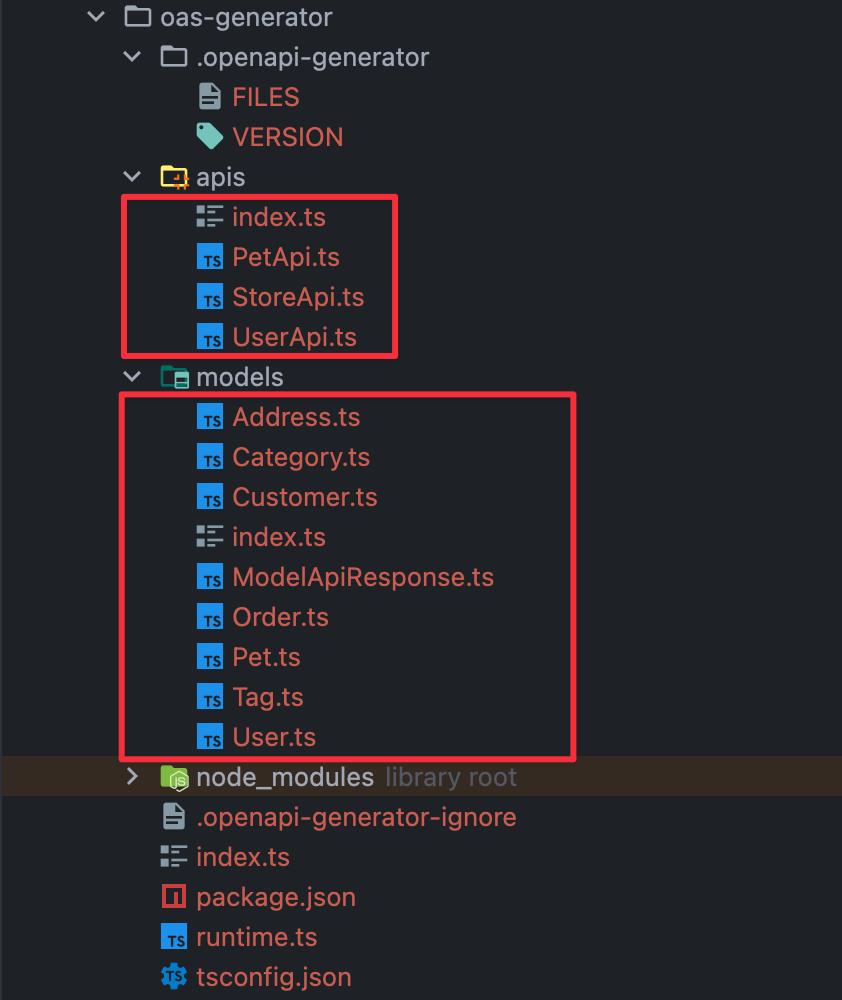 oas-generator
.openapi-generator
FILES
VERSION
apis
index.ts
TS PetApi.ts
TS StoreApi.ts
TS UserApi.ts
models
TS Address.ts
TS Category.ts
TS Customer.ts
index.ts
TS ModelApiResponse.ts
TS Order.ts
TS Pet.ts
TS Tag.ts
TS User.ts
JS node_modules library root
.openapi-generator-ignore
index.ts
package.json
TS runtime.ts
TS tsconfig.json